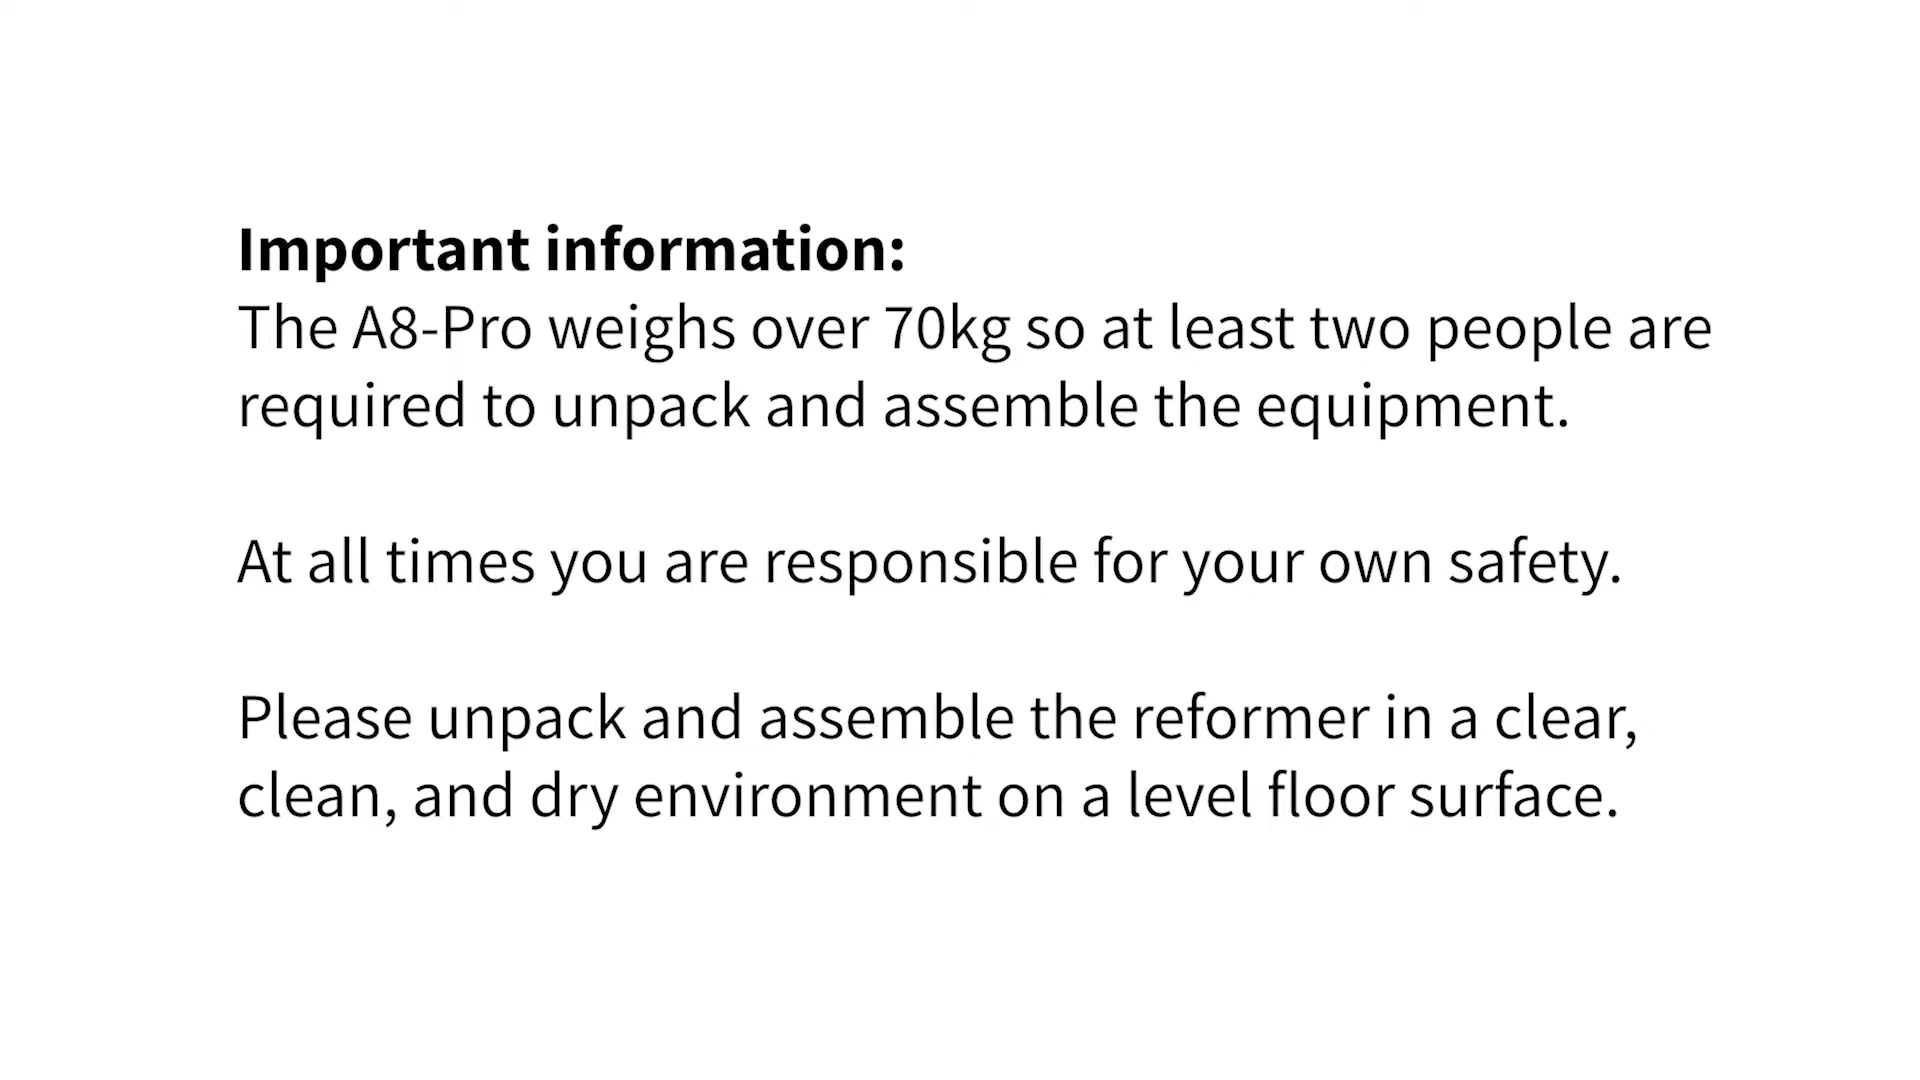 Important information:
The A8-Pro weighs over 70kg so at least two people are
required to unpack and assemble the equipment.
At all times you are responsible for your own safety.
Please unpack and assemble the reformer in a clear,
clean, and dry environment on a level floor surface.